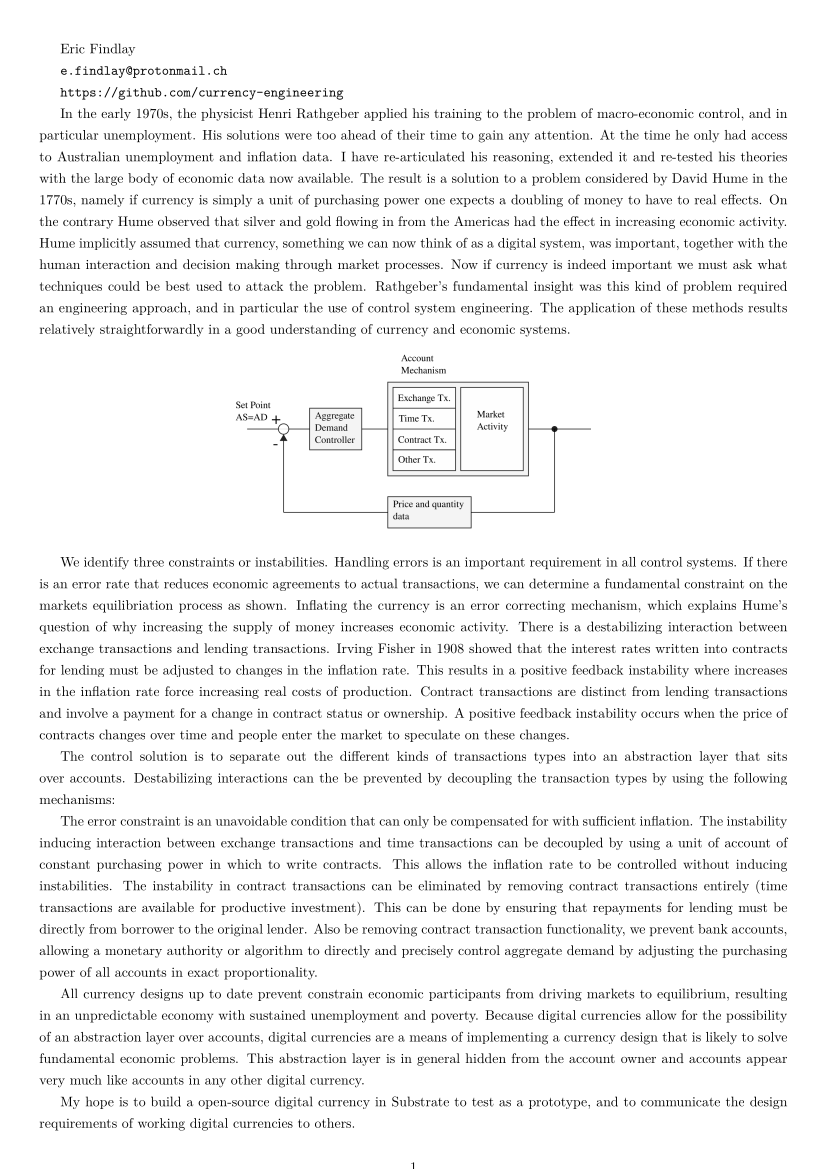 Eric Findlay
e.findlay@protonmail.ch
https://github.com/currency-engineering
In the early 1970s, the physicist Henri Rathgeber applied his training to the problem of macro-economic control, and in
particular unemployment. His solutions were too ahead of their time to gain any attention. At the time he only had access
to Australian unemployment and inflation data. I have re-articulated his reasoning, extended it and re-tested his theories
with the large body of economic data now available. The result is a solution to a problem considered by David Hume in the
1770s, namely if currency is simply a unit of purchasing power one expects a doubling of money to have to real effects. On
the contrary Hume observed that silver and gold flowing in from the Americas had the effect in increasing economic activity.
Hume implicitly assumed that currency, something we can now think of as a digital system, was important, together with the
human interaction and decision making through market processes. Now if currency is indeed important we must ask what
techniques could be best used to attack the problem. Rathgeber's fundamental insight was this kind of problem required
an engineering approach, and in particular the use of control system engineering. The application of these methods results
relatively straightforwardly in a good understanding of currency and economic systems.
Account
Mechanism
Set Point
AS=AD
+
-
Aggregate
Demand
Controller
Exchange Tx.
Time Tx.
Contract Tx.
Other Tx.
Market
Activity
Price and quantity
data
We identify three constraints or instabilities. Handling errors is an important requirement in all control systems. If there
is an error rate that reduces economic agreements to actual transactions, we can determine a fundamental constraint on the
markets equilibriation process as shown. Inflating the currency is an error correcting mechanism, which explains Hume's
question of why increasing the supply of money increases economic activity. There is a destabilizing interaction between
exchange transactions and lending transactions. Irving Fisher in 1908 showed that the interest rates written into contracts
for lending must be adjusted to changes in the inflation rate. This results in a positive feedback instability where increases
in the inflation rate force increasing real costs of production. Contract transactions are distinct from lending transactions
and involve a payment for a change in contract status or ownership. A positive feedback instability occurs when the price of
contracts changes over time and people enter the market to speculate on these changes.
The control solution is to separate out the different kinds of transactions types into an abstraction layer that sits
over accounts. Destabilizing interactions can the be prevented by decoupling the transaction types by using the following
mechanisms:
The error constraint is an unavoidable condition that can only be compensated for with sufficient inflation. The instability
inducing interaction between exchange transactions and time transactions can be decoupled by using a unit of account of
constant purchasing power in which to write contracts. This allows the inflation rate to be controlled without inducing
instabilities. The instability in contract transactions can be eliminated by removing contract transactions entirely (time
transactions are available for productive investment). This can be done by ensuring that repayments for lending must be
directly from borrower to the original lender. Also be removing contract transaction functionality, we prevent bank accounts,
allowing a monetary authority or algorithm to directly and precisely control aggregate demand by adjusting the purchasing
power of all accounts in exact proportionality.
All currency designs up to date prevent constrain economic participants from driving markets to equilibrium, resulting
in an unpredictable economy with sustained unemployment and poverty. Because digital currencies allow for the possibility
of an abstraction layer over accounts, digital currencies are a means of implementing a currency design that is likely to solve
fundamental economic problems. This abstraction layer is in general hidden from the account owner and accounts appear
very much like accounts in any other digital currency.
My hope is to build a open-source digital currency in Substrate to test as a prototype, and to communicate the design
requirements of working digital currencies to others.
1